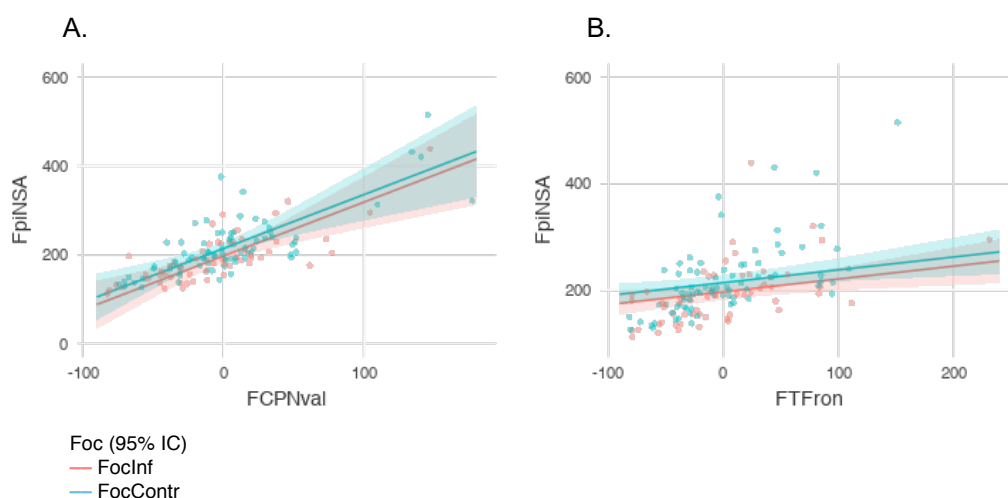 A.
600
400
200
0
FpiNSA
-100
0
100
FCPNval
B.
600
400
200
FpiNSA
-100
0
100
200
FTFron
Foc (95% IC)
FocInf
FocContr